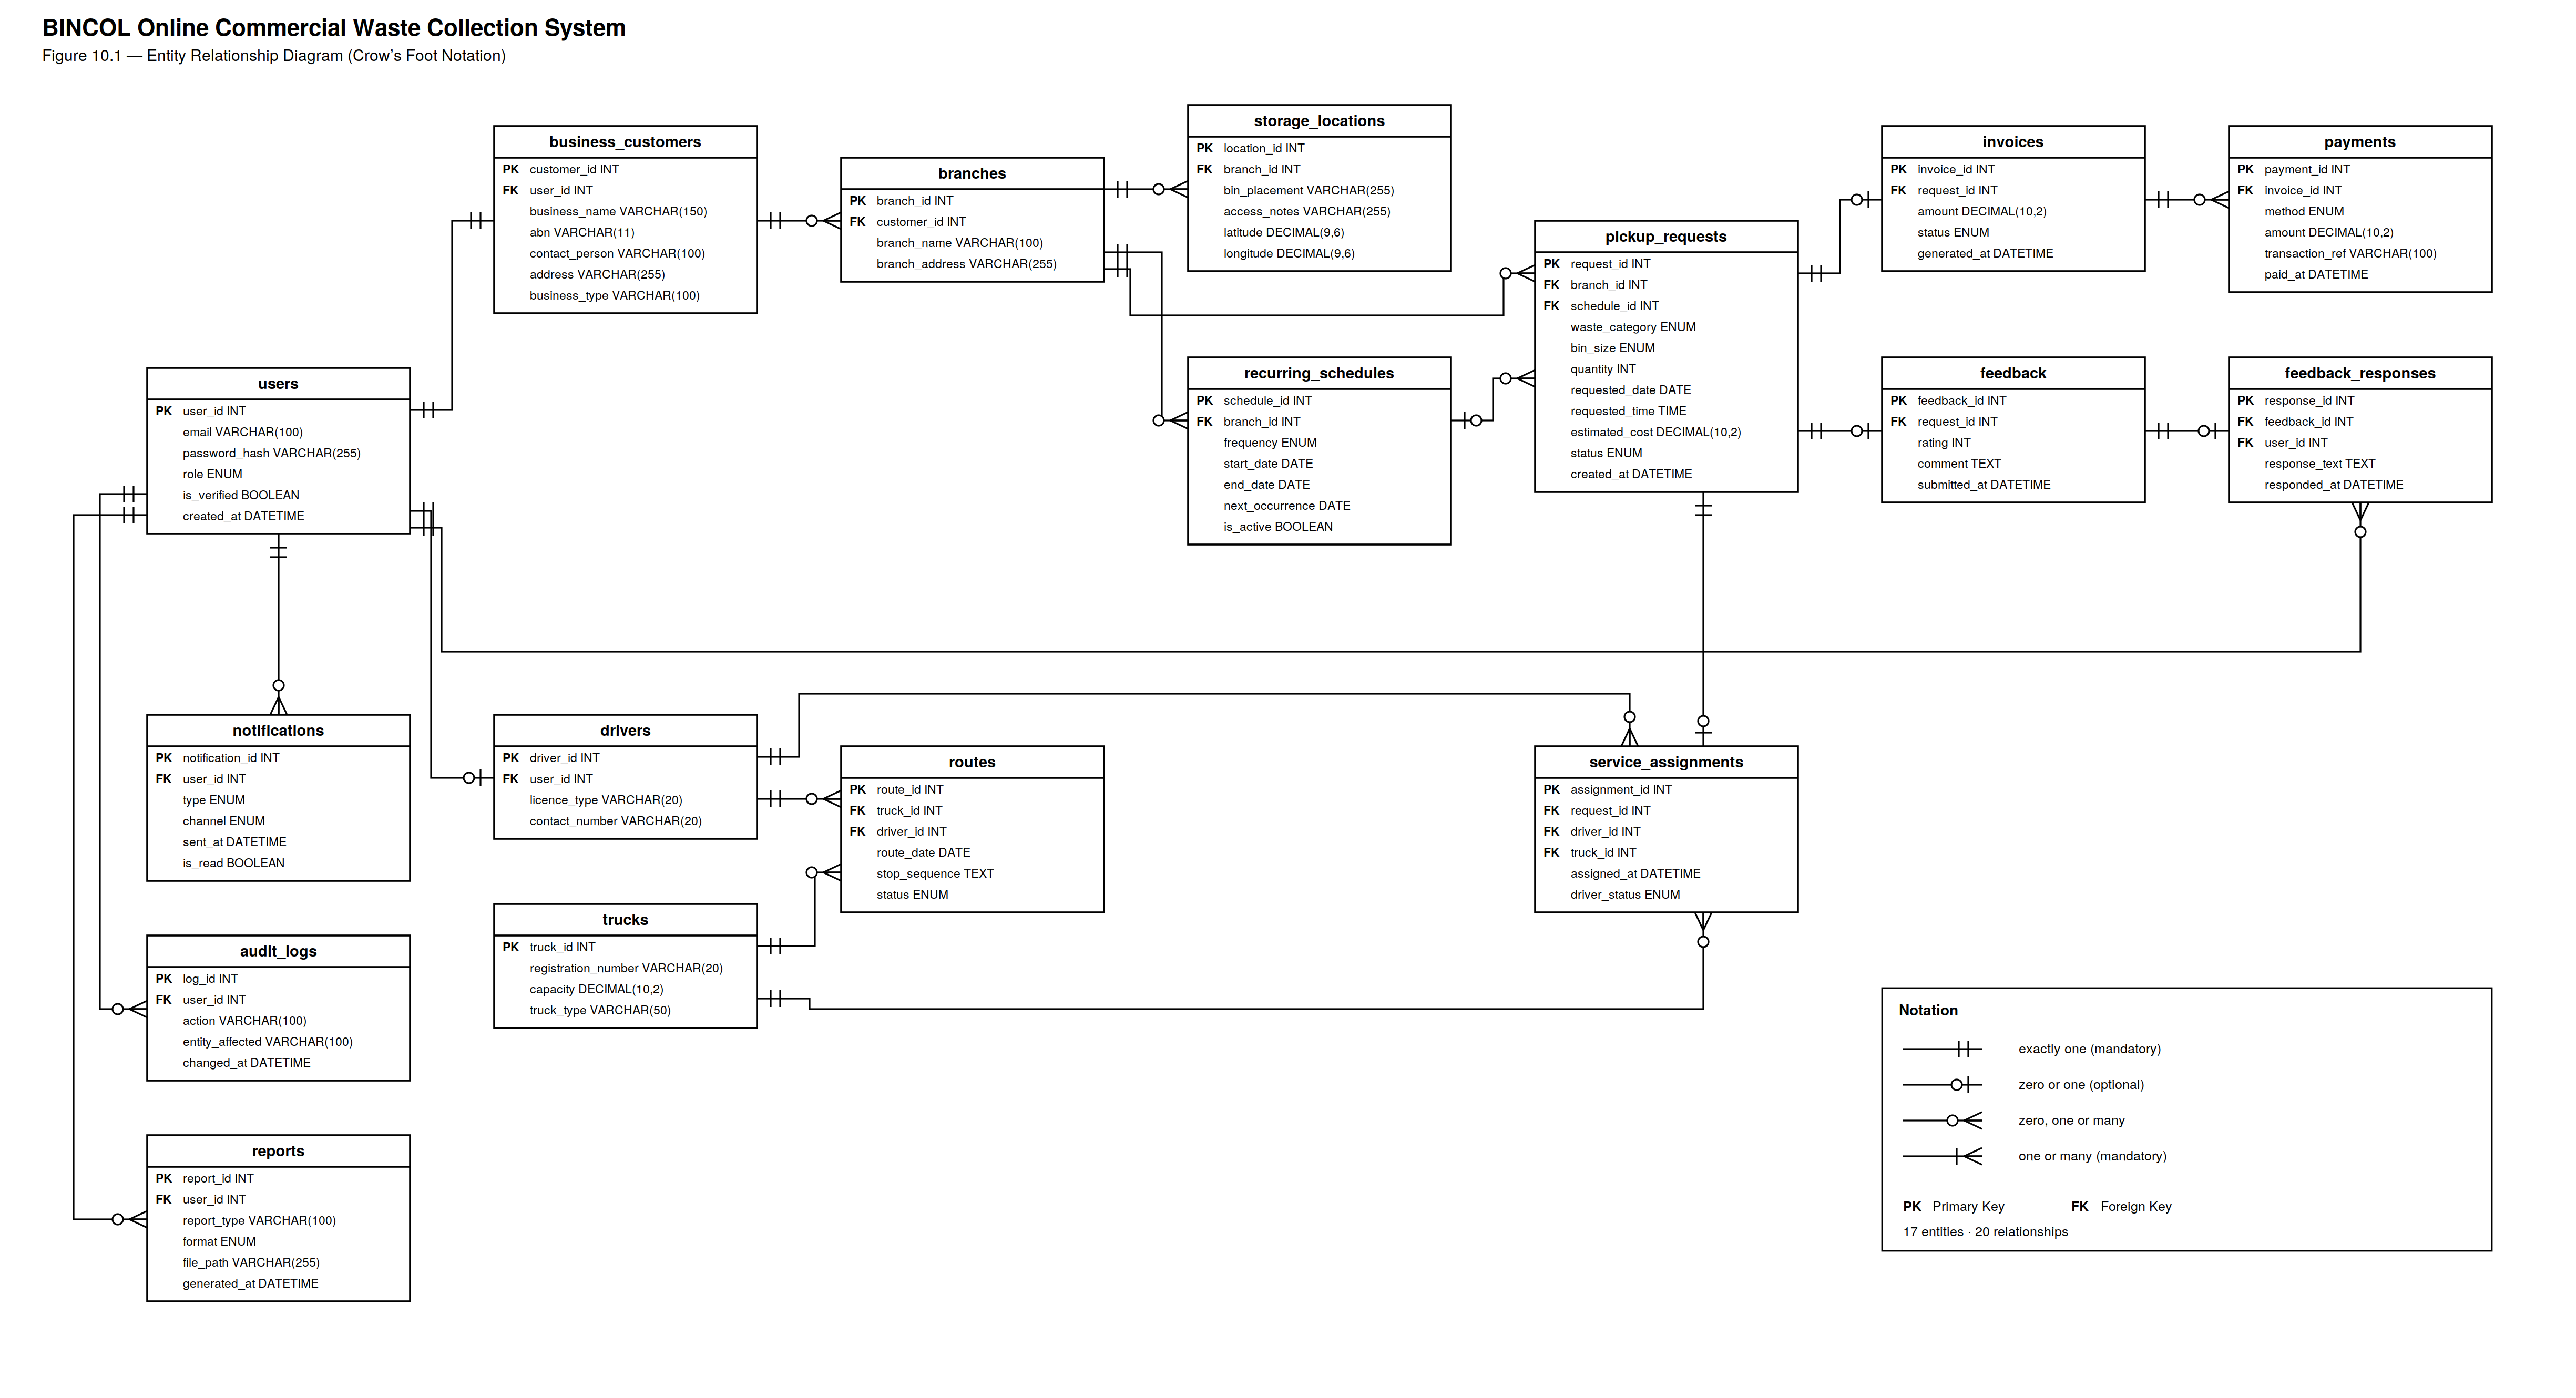 BINCOL Online Commercial Waste Collection System
Figure 10.1 — Entity Relationship Diagram (Crow’s Foot Notation)
business_customers
PK customer_id INT
FK user_id INT
business_name VARCHAR(150)
abn VARCHAR(11)
contact_person VARCHAR(100)
address VARCHAR(255)
business_type VARCHAR(100)
branches
PK branch_id INT
FK customer_id INT
branch_name VARCHAR(100)
branch_address VARCHAR(255)
storage_locations
PK location_id INT
FK branch_id INT
bin_placement VARCHAR(255)
access_notes VARCHAR(255)
latitude DECIMAL(9,6)
longitude DECIMAL(9,6)
pickup_requests
PK request_id INT
FK branch_id INT
FK schedule_id INT
waste_category ENUM
bin_size ENUM
quantity INT
requested_date DATE
requested_time TIME
estimated_cost DECIMAL(10,2)
status ENUM
created_at DATETIME
invoices
PK invoice_id INT
FK request_id INT
amount DECIMAL(10,2)
status ENUM
generated_at DATETIME
payments
PK payment_id INT
FK invoice_id INT
method ENUM
amount DECIMAL(10,2)
transaction_ref VARCHAR(100)
paid_at DATETIME
users
PK user_id INT
email VARCHAR(100)
password_hash VARCHAR(255)
role ENUM
is_verified BOOLEAN
created_at DATETIME
recurring_schedules
PK schedule_id INT
FK branch_id INT
frequency ENUM
start_date DATE
end_date DATE
next_occurrence DATE
is_active BOOLEAN
feedback
PK feedback_id INT
FK request_id INT
rating INT
comment TEXT
submitted_at DATETIME
feedback_responses
PK response_id INT
FK feedback_id INT
FK user_id INT
response_text TEXT
responded_at DATETIME
notifications
PK notification_id INT
FK user_id INT
type ENUM
channel ENUM
sent_at DATETIME
is_read BOOLEAN
drivers
PK driver_id INT
FK user_id INT
licence_type VARCHAR(20)
contact_number VARCHAR(20)
routes
PK route_id INT
FK truck_id INT
FK driver_id INT
route_date DATE
stop_sequence TEXT
status ENUM
service_assignments
PK assignment_id INT
FK request_id INT
FK driver_id INT
FK truck_id INT
assigned_at DATETIME
driver_status ENUM
trucks
PK truck_id INT
registration_number VARCHAR(20)
capacity DECIMAL(10,2)
truck_type VARCHAR(50)
audit_logs
PK log_id INT
FK user_id INT
action VARCHAR(100)
entity_affected VARCHAR(100)
changed_at DATETIME
reports
PK report_id INT
FK user_id INT
report_type VARCHAR(100)
format ENUM
file_path VARCHAR(255)
generated_at DATETIME
Notation
exactly one (mandatory)
zero or one (optional)
zero, one or many
one or many (mandatory)
PK Primary Key FK Foreign Key
17 entities · 20 relationships